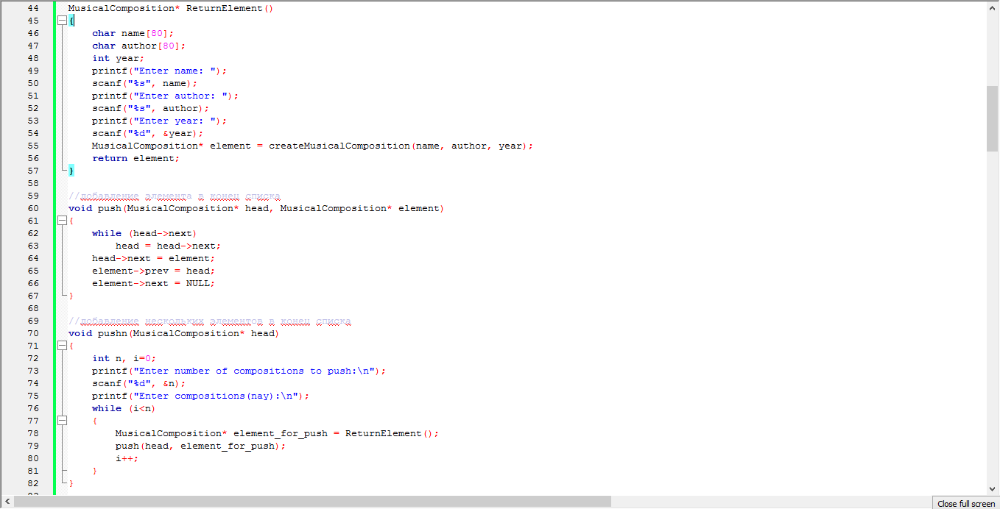 44 MusicalComposition* ReturnElement()
45 {
46 char name[80];
47 char author[80];
48 int year;
49 printf("Enter name: ");
50 scanf("%s", name);
51 printf("Enter author: ");
52 scanf("%s", author);
53 printf("Enter year: ");
54 scanf("%d", &year);
55 MusicalComposition* element = createMusicalComposition(name, author, year);
56 return element;
57 }
58
59 //добавление элемента в конец списка
60 void push(MusicalComposition* head, MusicalComposition* element)
61 {
62 while (head->next)
63 head = head->next;
64 head->next = element;
65 element->prev = head;
66 element->next = NULL;
67 }
68
69 //добавление нескольких элементов в конец списка
70 void pushn(MusicalComposition* head)
71 {
72 int n, i=0;
73 printf("Enter number of compositions to push:\n");
74 scanf("%d", &n);
75 printf("Enter compositions(nay):\n");
76 while (i<n)
77 {
78 MusicalComposition* element_for_push = ReturnElement();
79 push(head, element_for_push);
80 i++;
81 }
82 }
Close full screen